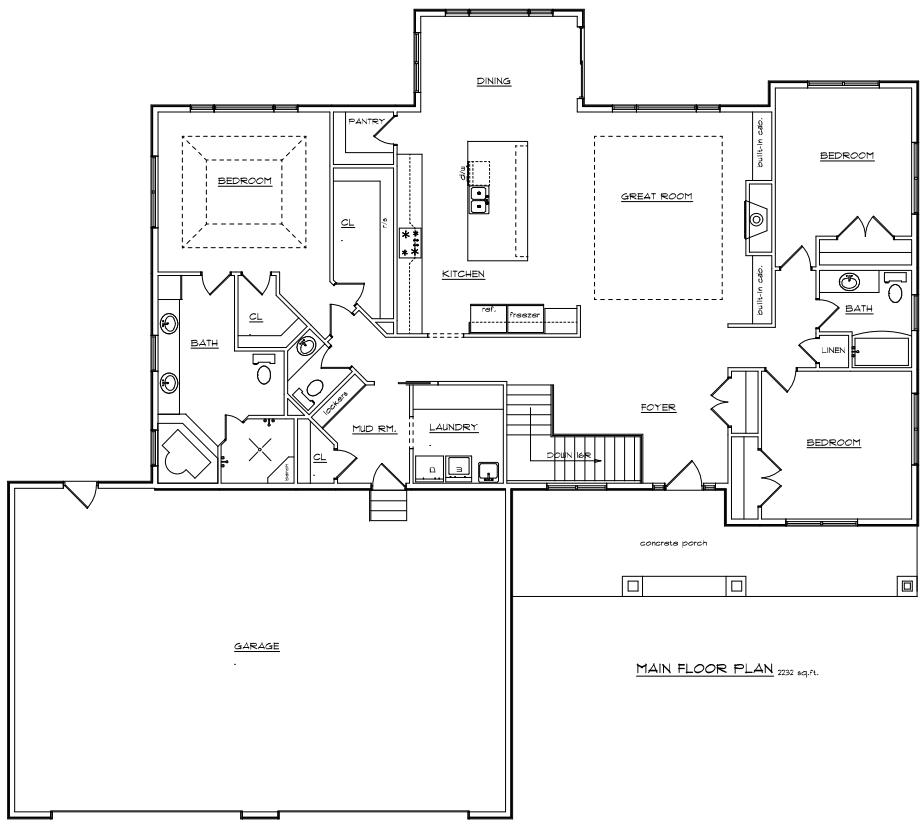 DINING
PANTRY
built-in cab.
BEDROOM
d/w
BEDROOM
GREAT ROOM
CL
r/s
KITCHEN
built-in cab.
ref.
freezer
CL
BATH
BATH
LINEN
lockers
FOYER
MUD RM.
LAUNDRY
BEDROOM
CL
DOWN 16R
D
bench
concrete porch
GARAGE
MAIN FLOOR PLAN 2232 sq.ft.